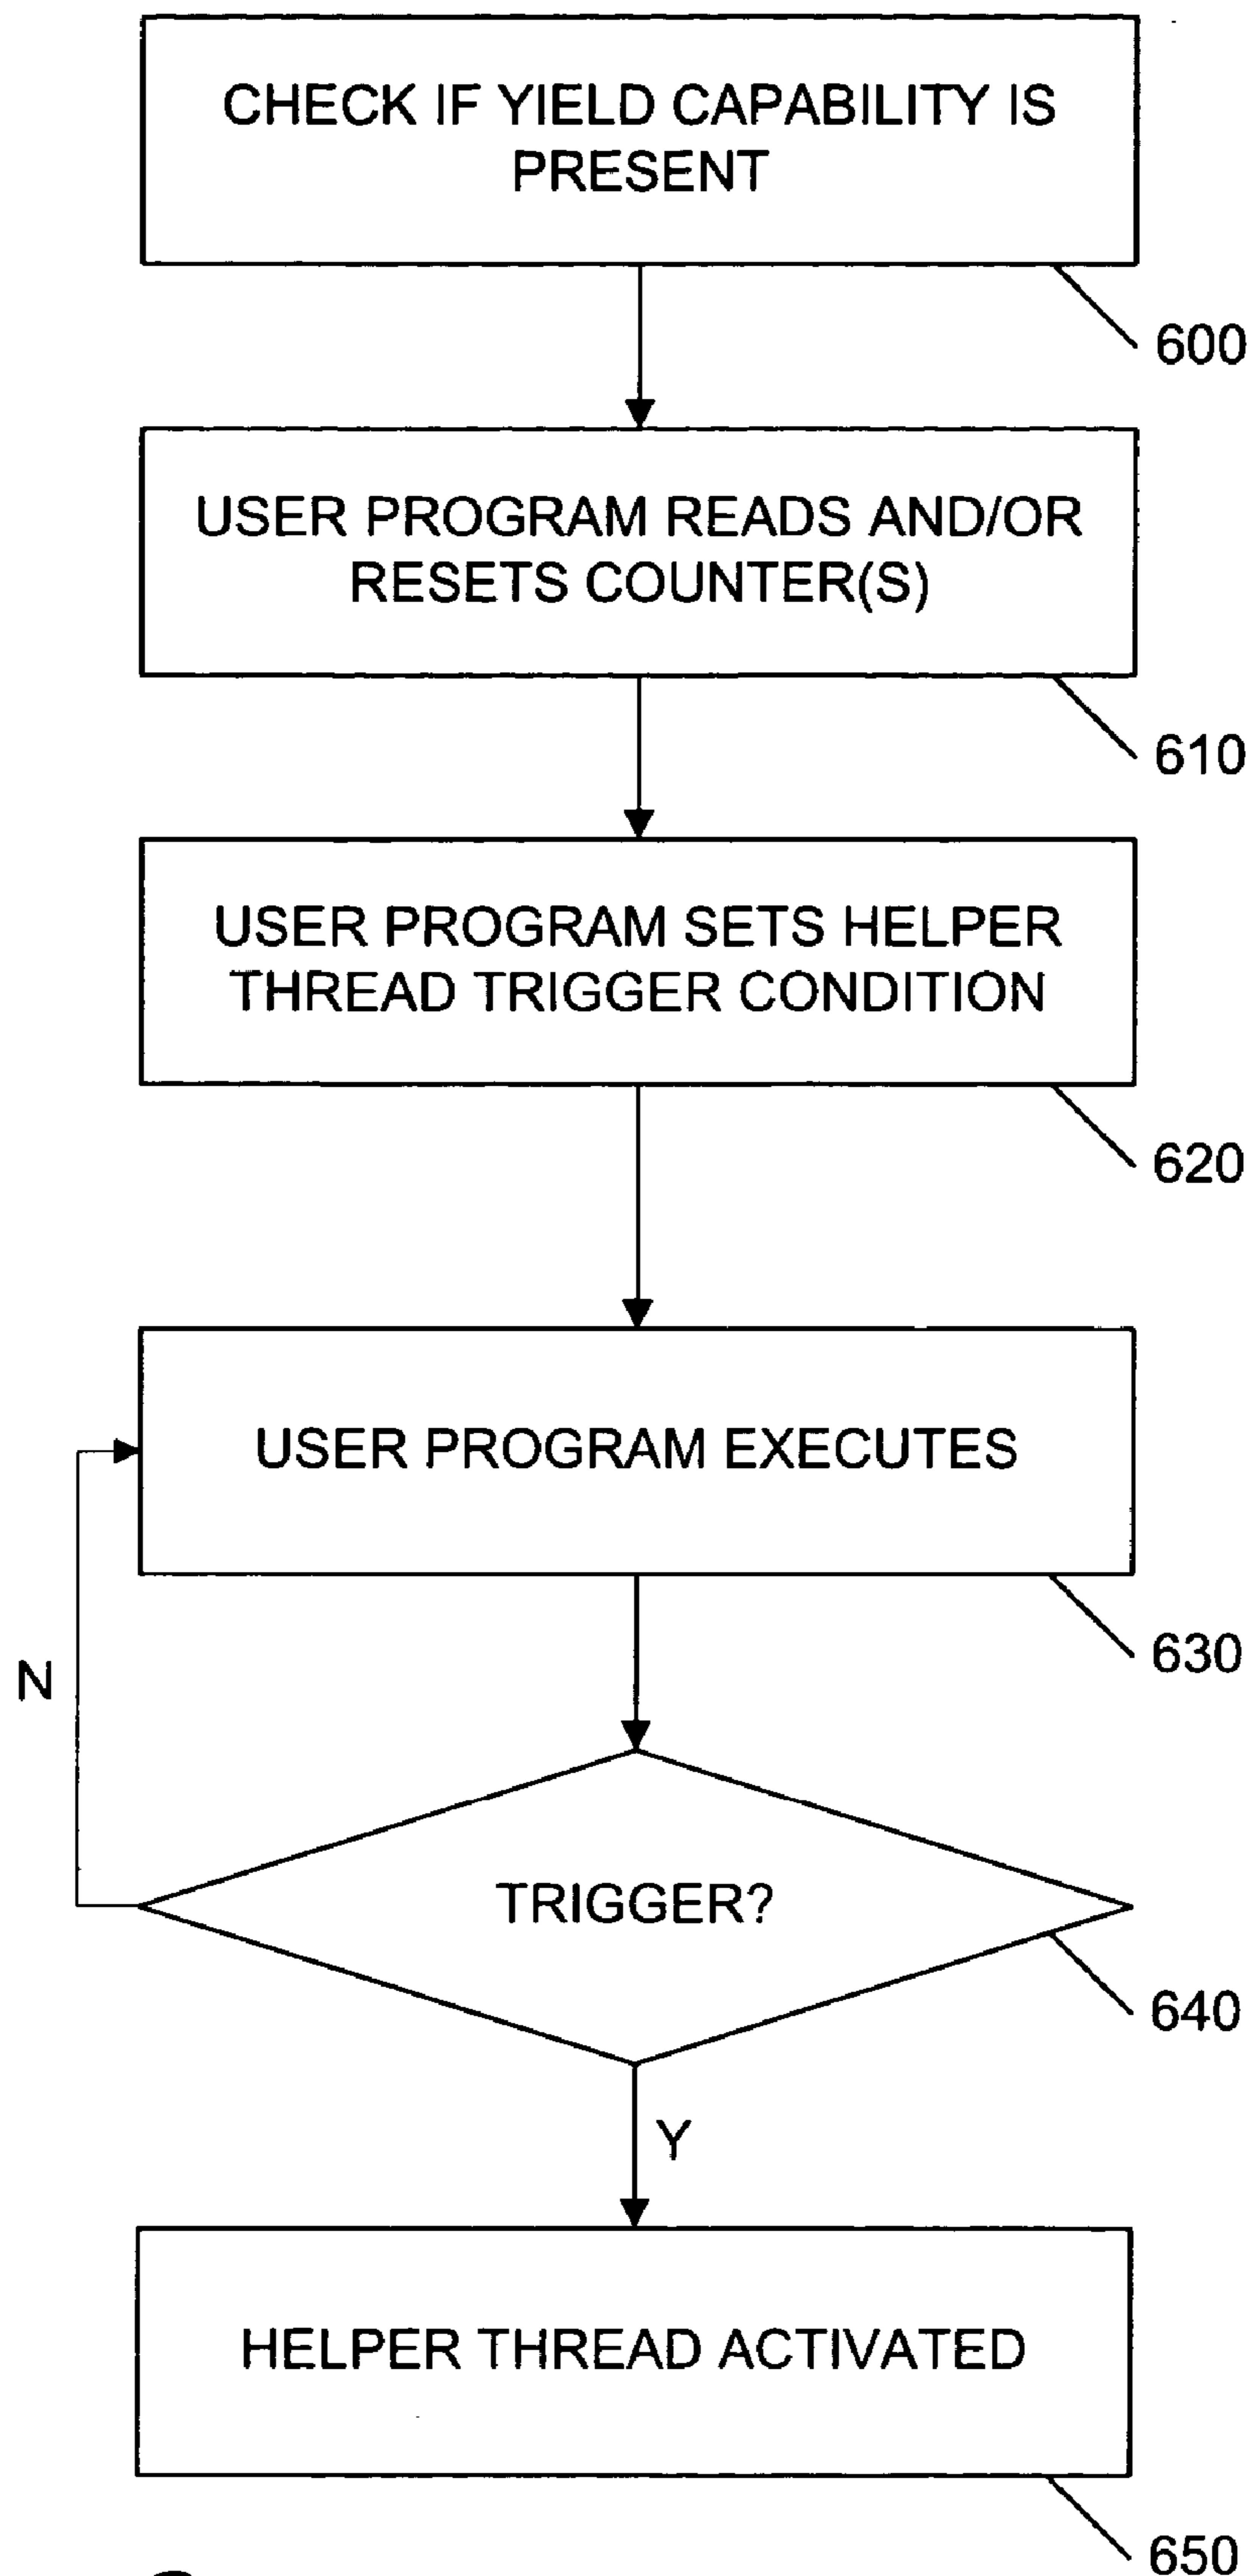 CHECK IF YIELD CAPABILITY IS
PRESENT
600
USER PROGRAM READS AND/OR
RESETS COUNTER(S)
610
USER PROGRAM SETS HELPER
THREAD TRIGGER CONDITION
620
USER PROGRAM EXECUTES
630
N
TRIGGER?
640
Y
HELPER THREAD ACTIVATED
650